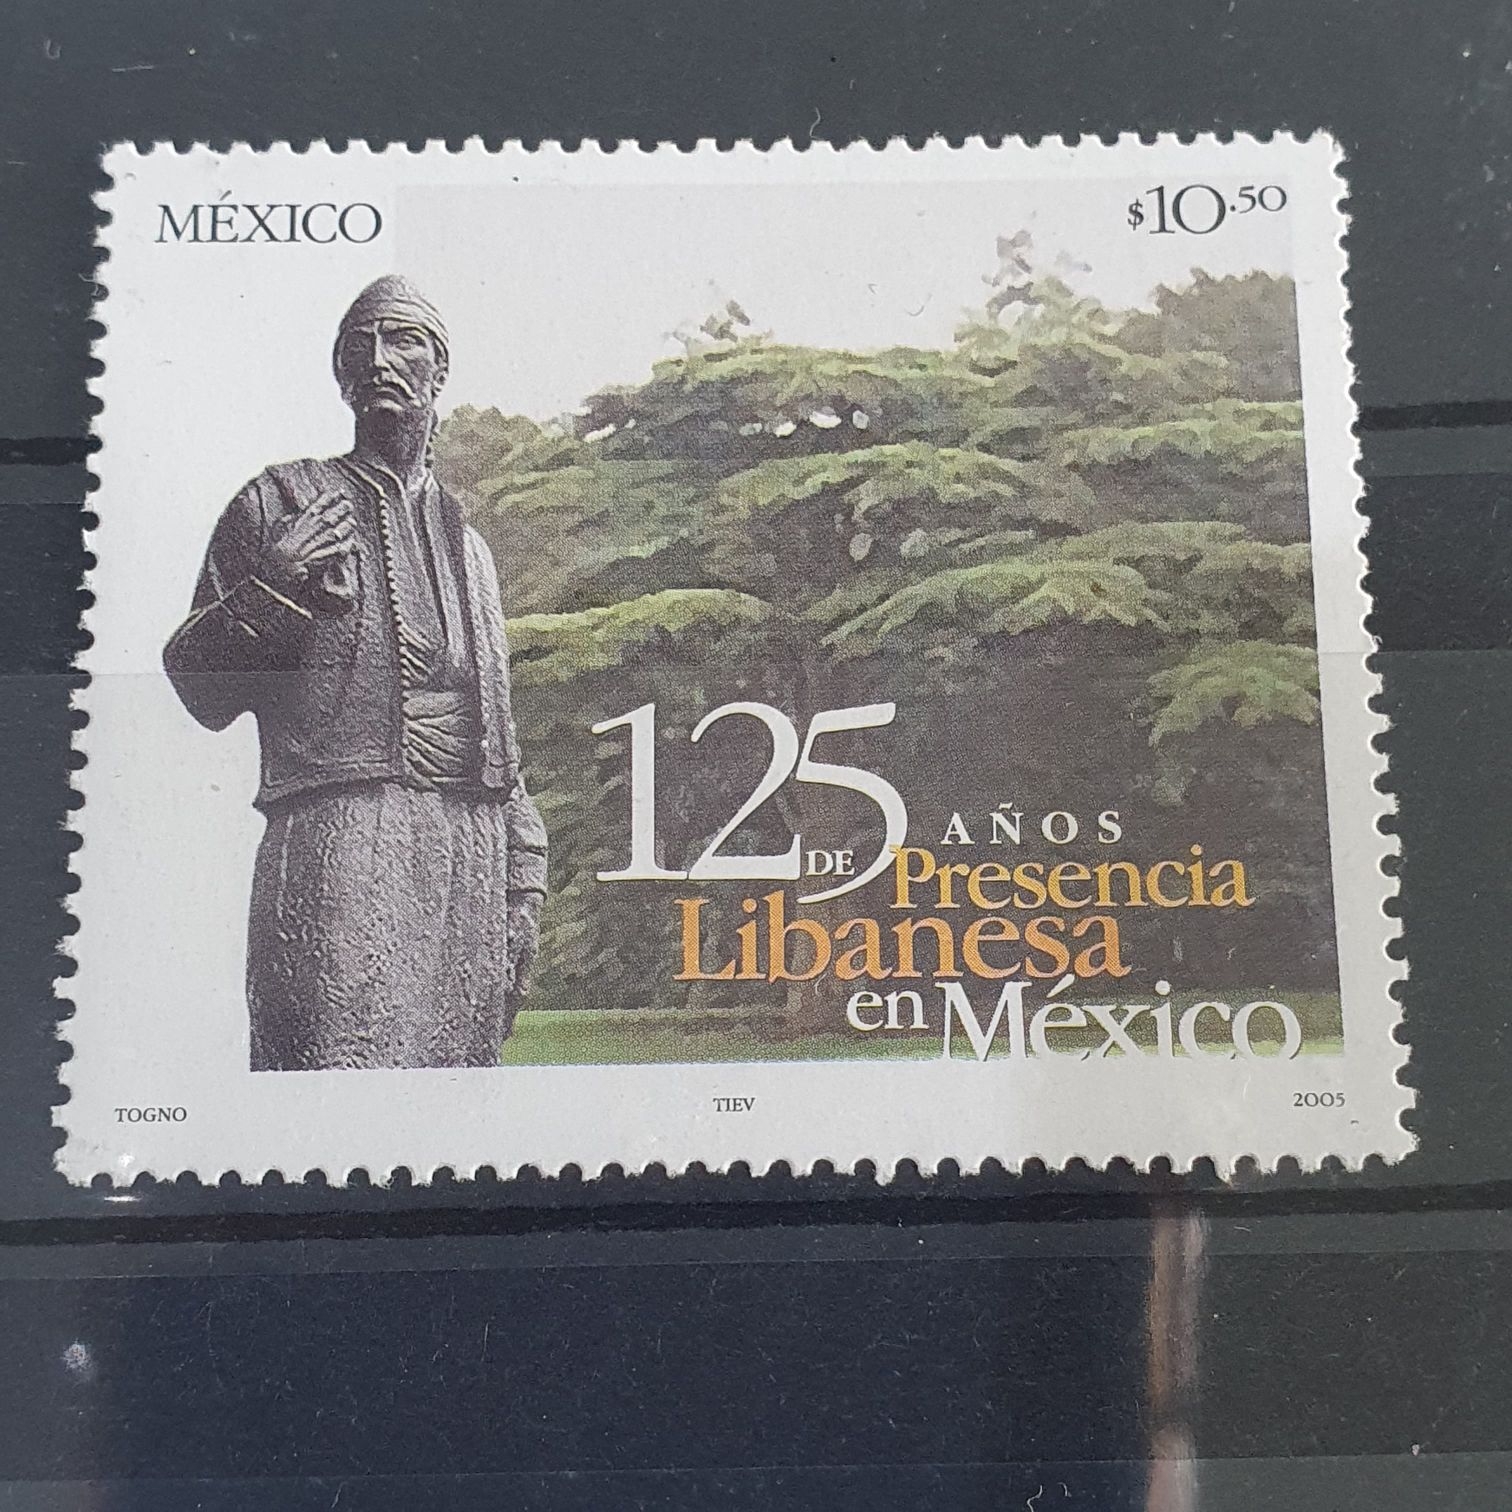 MÉXICO
$10.50
125 AÑOS
DE Presencia
Libanesa
en México
TOGNO
TIEV
2005